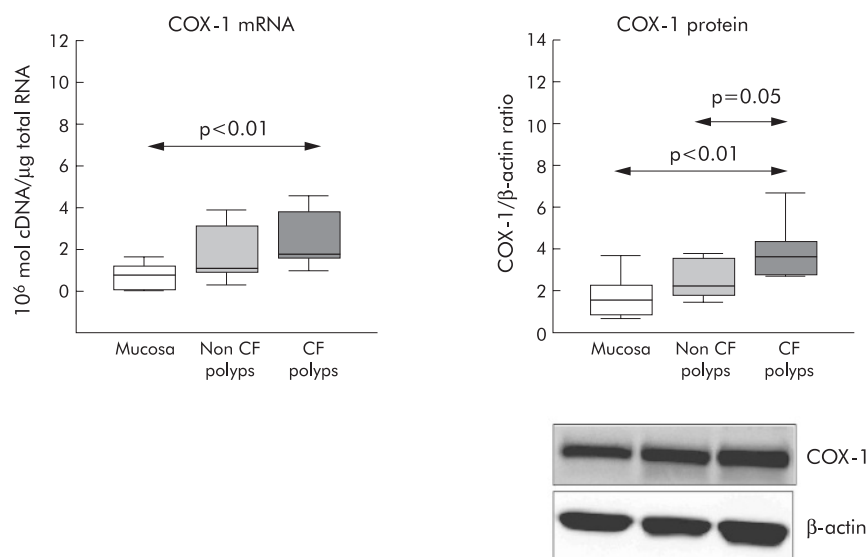 COX-1 mRNA
10⁶ mol cDNA/µg total RNA
12
10
8
6
4
2
0
p<0.01
Mucosa
Non CF
polyps
CF
polyps
COX-1 protein
COX-1/β-actin ratio
14
12
10
8
6
4
2
0
p=0.05
p<0.01
Mucosa
Non CF
polyps
CF
polyps
COX-1
β-actin